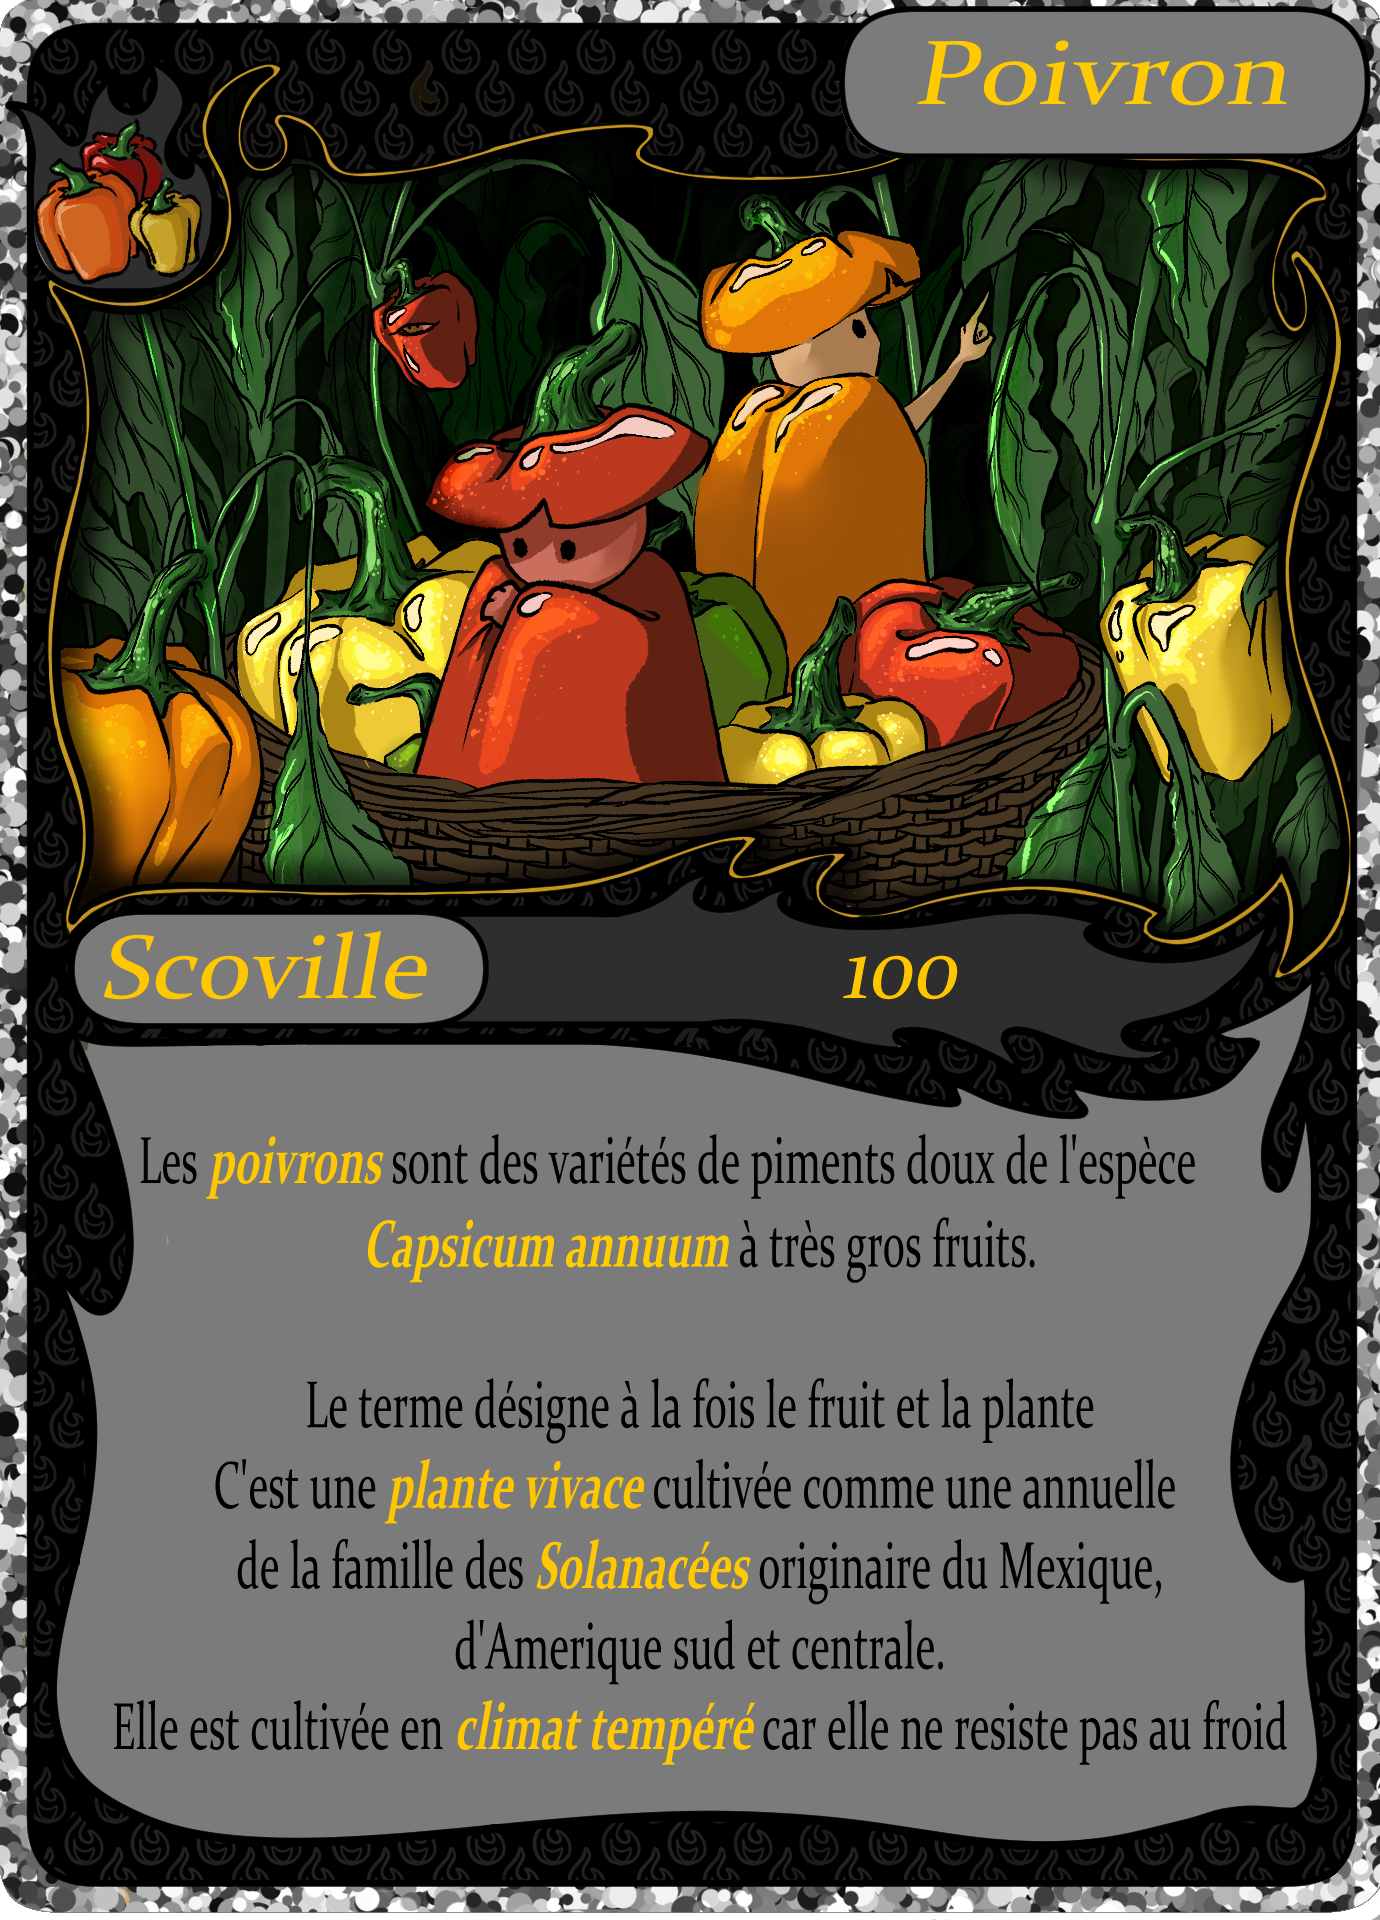 Poivron
Scoville
100
Les poivrons sont des variétés de piments doux de l'espèce
Capsicum annuum à très gros fruits.
Le terme désigne à la fois le fruit et la plante
C'est une plante vivace cultivée comme une annuelle
de la famille des Solanacées originaire du Mexique,
d'Amerique sud et centrale.
Elle est cultivée en climat tempéré car elle ne resiste pas au froid